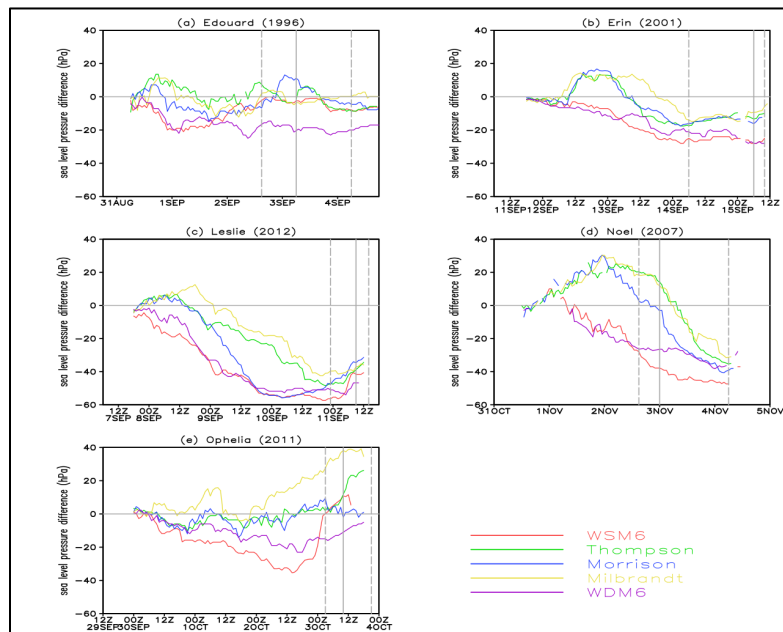 (a) Edouard (1996)
sea level pressure difference (hPa)
40
20
0
−20
−40
−60
31AUG 1SEP 2SEP 3SEP 4SEP
(b) Erin (2001)
sea level pressure difference (hPa)
40
20
0
−20
−40
−60
12Z 00Z 12Z 00Z 12Z 00Z 12Z 00Z 12Z
11SEP 12SEP 13SEP 14SEP 15SEP
(c) Leslie (2012)
sea level pressure difference (hPa)
40
20
0
−20
−40
−60
12Z 00Z 12Z 00Z 12Z 00Z 12Z 00Z 12Z
7SEP 8SEP 9SEP 10SEP 11SEP
(d) Noel (2007)
sea level pressure difference (hPa)
40
20
0
−20
−40
−60
31OCT 1NOV 2NOV 3NOV 4NOV 5NOV
(e) Ophelia (2011)
sea level pressure difference (hPa)
40
20
0
−20
−40
−60
12Z 00Z 12Z 00Z 12Z 00Z 12Z 00Z 12Z 00Z
29SEP 30SEP 1OCT 2OCT 3OCT 4OCT
WSM6
Thompson
Morrison
Milbrandt
WDM6